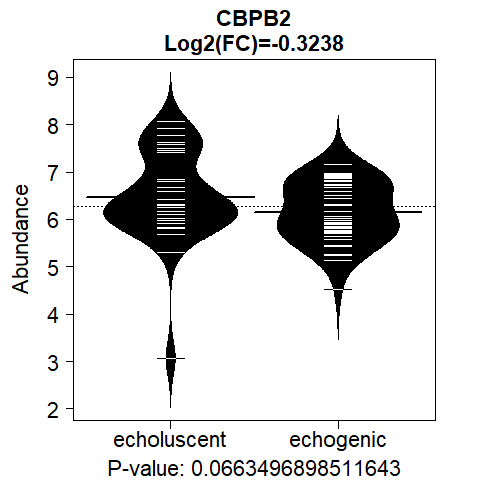 CBPB2
Log2(FC)=-0.3238
9
8
7
6
5
4
3
2
Abundance
echoluscent echogenic
P-value: 0.0663496898511643